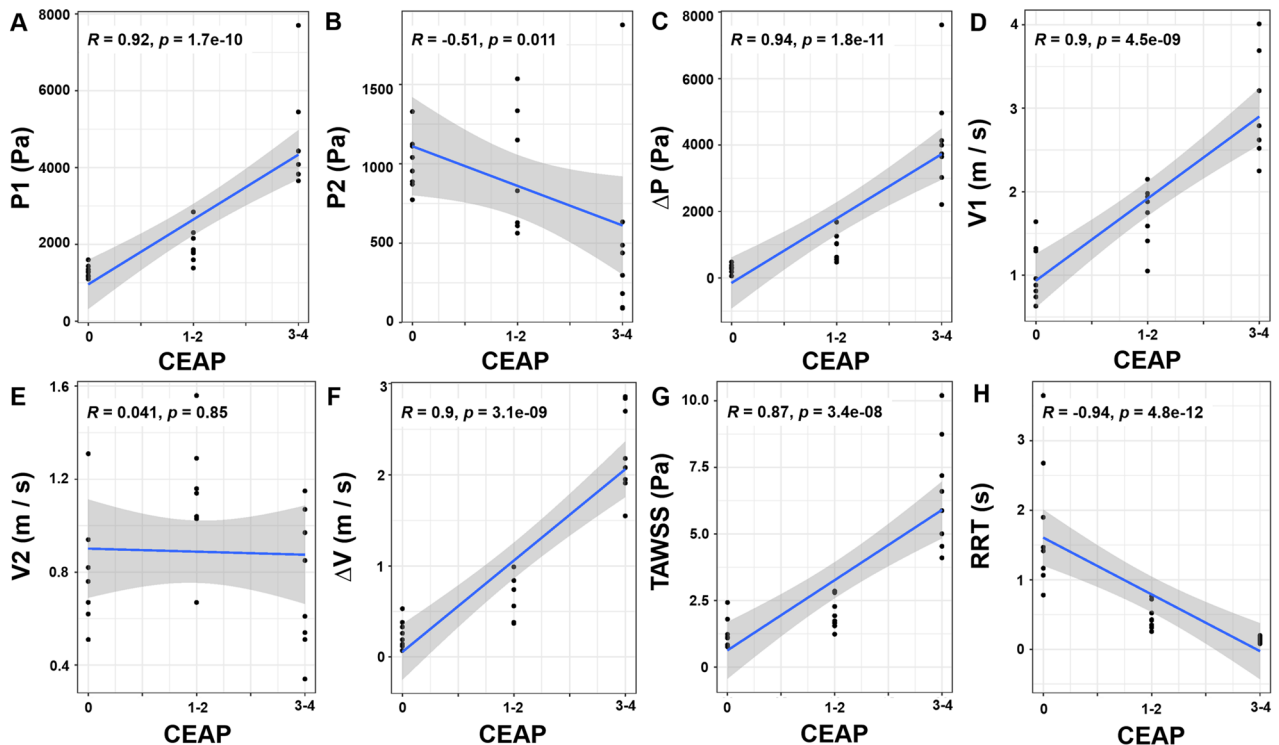 A
R = 0.92, p = 1.7e-10
8000
6000
4000
2000
0
P1 (Pa)
0
1-2
3-4
CEAP
B
R = -0.51, p = 0.011
1500
1000
500
0
P2 (Pa)
0
1-2
3-4
CEAP
C
R = 0.94, p = 1.8e-11
8000
6000
4000
2000
0
ΔP (Pa)
0
1-2
3-4
CEAP
D
R = 0.9, p = 4.5e-09
4
3
2
1
V1 (m / s)
0
1-2
3-4
CEAP
E
R = 0.041, p = 0.85
1.6
1.2
0.8
0.4
V2 (m / s)
0
1-2
3-4
CEAP
F
R = 0.9, p = 3.1e-09
3
2
1
0
ΔV (m / s)
0
1-2
3-4
CEAP
G
R = 0.87, p = 3.4e-08
10.0
7.5
5.0
2.5
0
TAWSS (Pa)
0
1-2
3-4
CEAP
H
R = -0.94, p = 4.8e-12
3
2
1
0
RRT (s)
0
1-2
3-4
CEAP